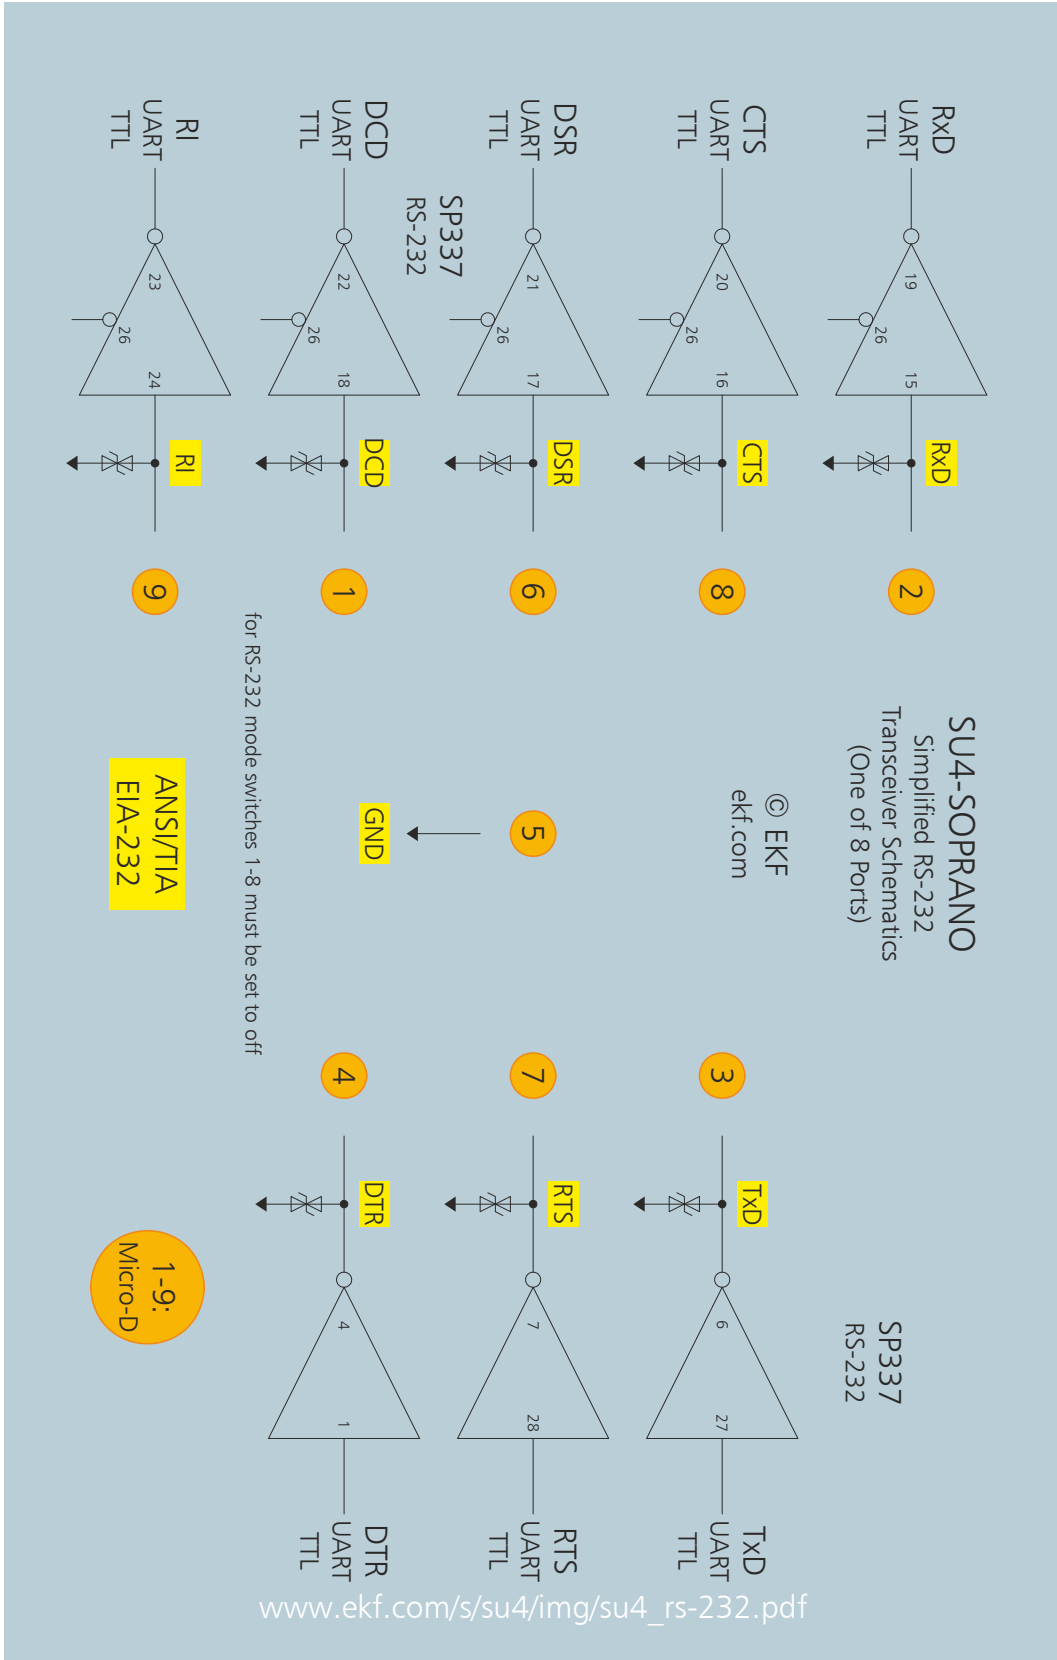 SU4-SOPRANO
Simplified RS-232
Transceiver Schematics
(One of 8 Ports)
© EKF
ekf.com
RxD
UART
TTL
19
26
15
RxD
2
CTS
UART
TTL
20
26
16
CTS
8
DSR
UART
TTL
21
26
17
DSR
6
SP337
RS-232
DCD
UART
TTL
22
26
18
DCD
1
RI
UART
TTL
23
26
24
RI
9
5
GND
for RS-232 mode switches 1-8 must be set to off
ANSI/TIA
EIA-232
SP337
RS-232
3
TxD
6
27
TxD
UART
TTL
7
RTS
7
28
RTS
UART
TTL
4
DTR
4
1
DTR
UART
TTL
1-9:
Micro-D
www.ekf.com/s/su4/img/su4_rs-232.pdf